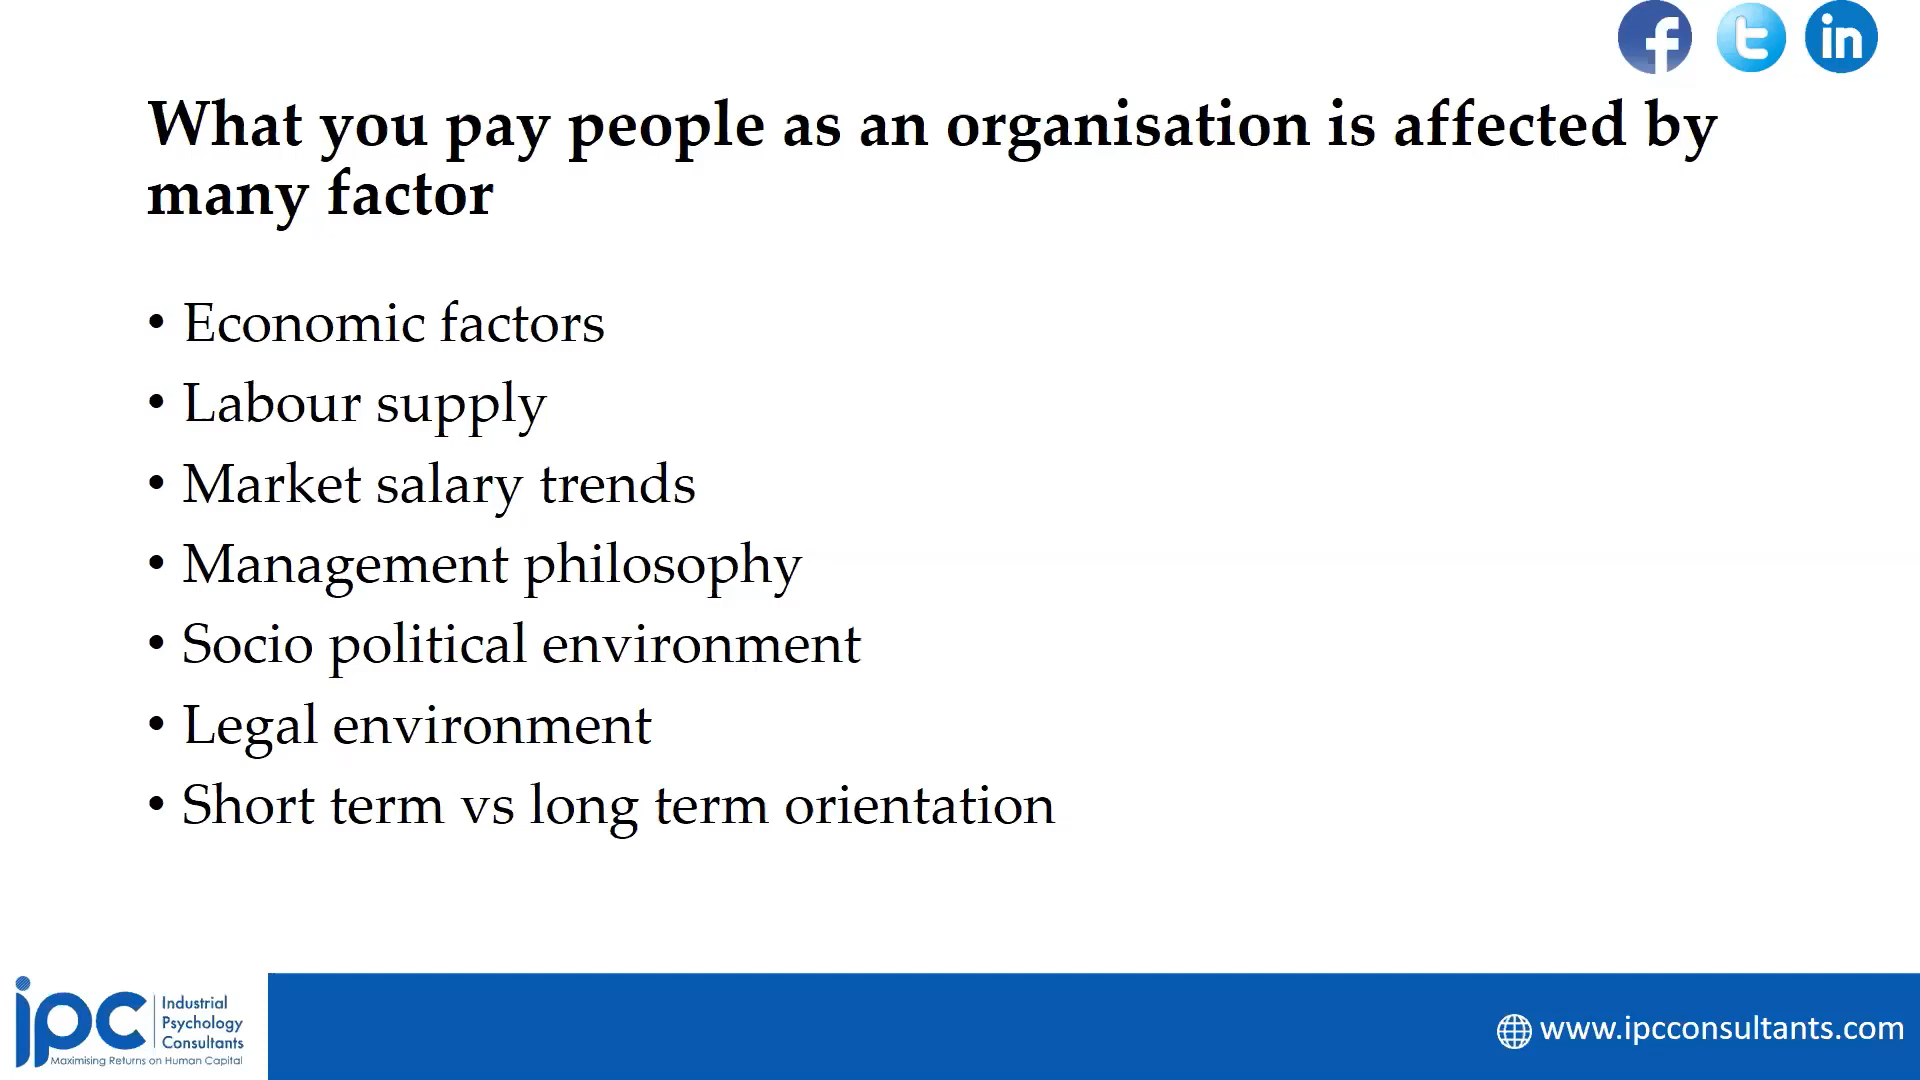 What you pay people as an organisation is affected by
many factor
• Economic factors
• Labour supply
• Market salary trends
• Management philosophy
• Socio political environment
• Legal environment
• Short term vs long term orientation
ipc
Industrial
Psychology
Consultants
Maximising Returns on Human Capital
www.ipcconsultants.com